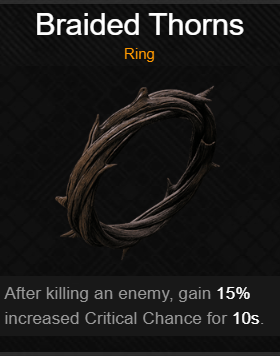 Braided Thorns
Ring
After killing an enemy, gain 15%
increased Critical Chance for 10s.